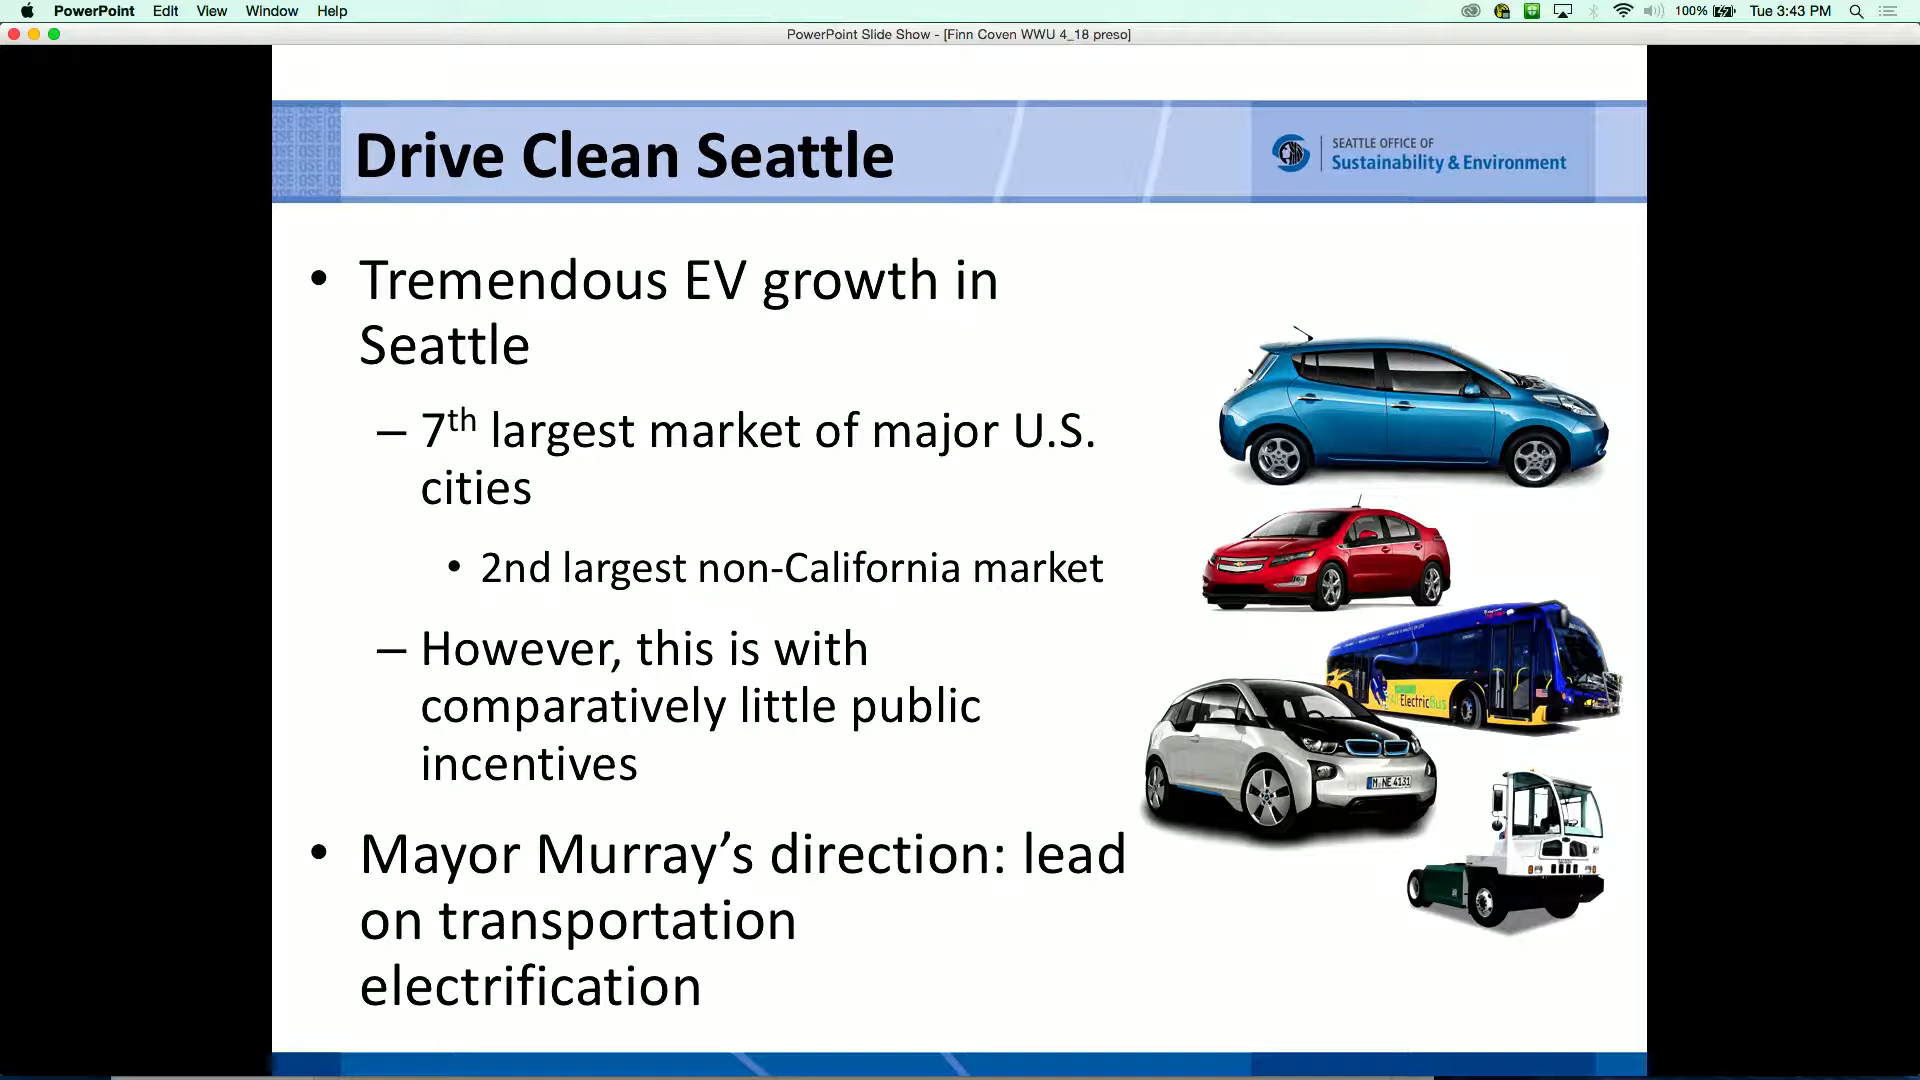 PowerPoint Edit View Window Help 100% Tue 3:43 PM
PowerPoint Slide Show - [Finn Coven WWU 4_18 preso]
Drive Clean Seattle
SEATTLE OFFICE OF
Sustainability & Environment
• Tremendous EV growth in
Seattle
– 7th largest market of major U.S.
cities
• 2nd largest non-California market
– However, this is with
comparatively little public
incentives
• Mayor Murray’s direction: lead
on transportation
electrification
ElectricBus
M NE 4131